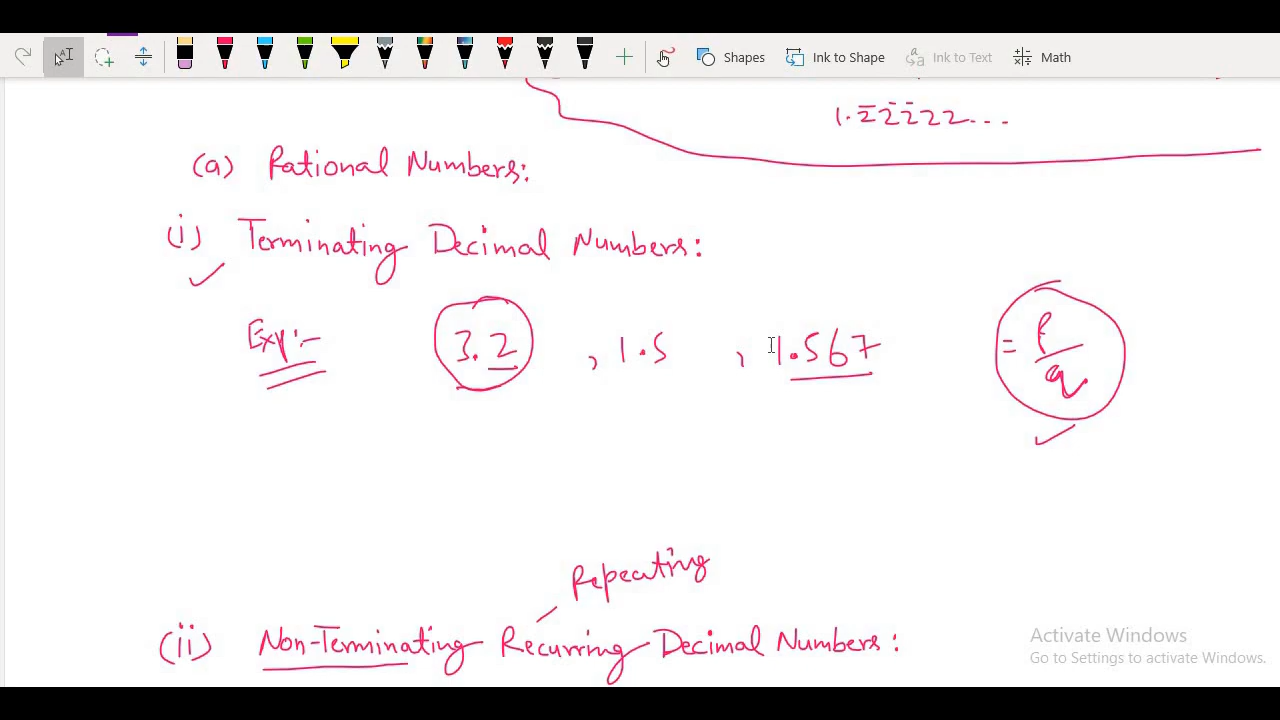 Shapes Ink to Shape Ink to Text Math
1.22222...
(a) Rational Numbers:
(i) Terminating Decimal Numbers:
Exp:- 3.2 , 1.5 , 1.567 = p/q
Repeating
(ii) Non-Terminating Recurring Decimal Numbers:
Activate Windows
Go to Settings to activate Windows.